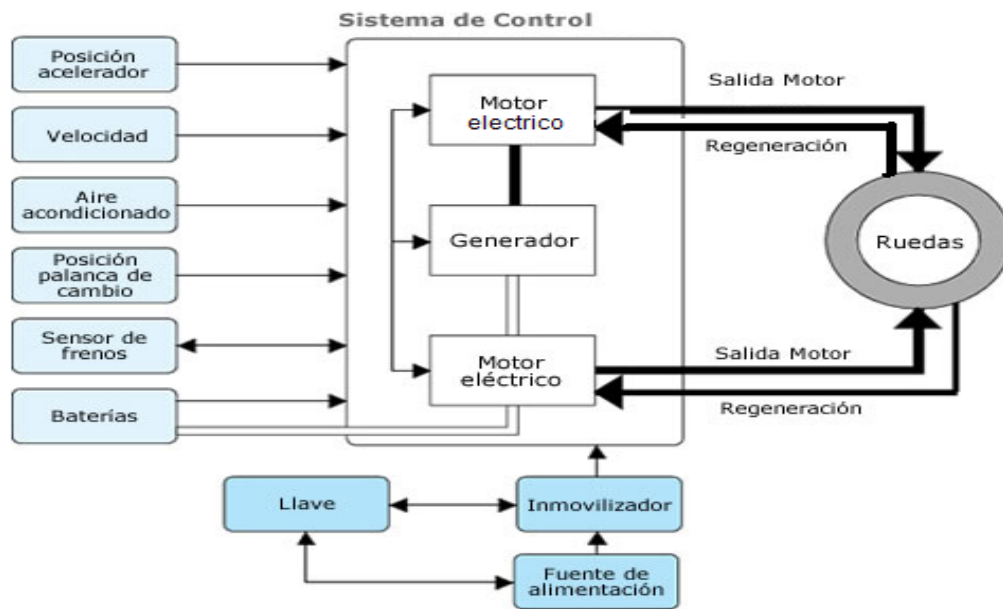 Sistema de Control
Posición
acelerador
Velocidad
Aire
acondicionado
Posición
palanca de
cambio
Sensor de
frenos
Baterías
Motor
electrico
Generador
Motor
eléctrico
Salida Motor
Regeneración
Ruedas
Salida Motor
Regeneración
Llave
Inmovilizador
Fuente de
alimentación